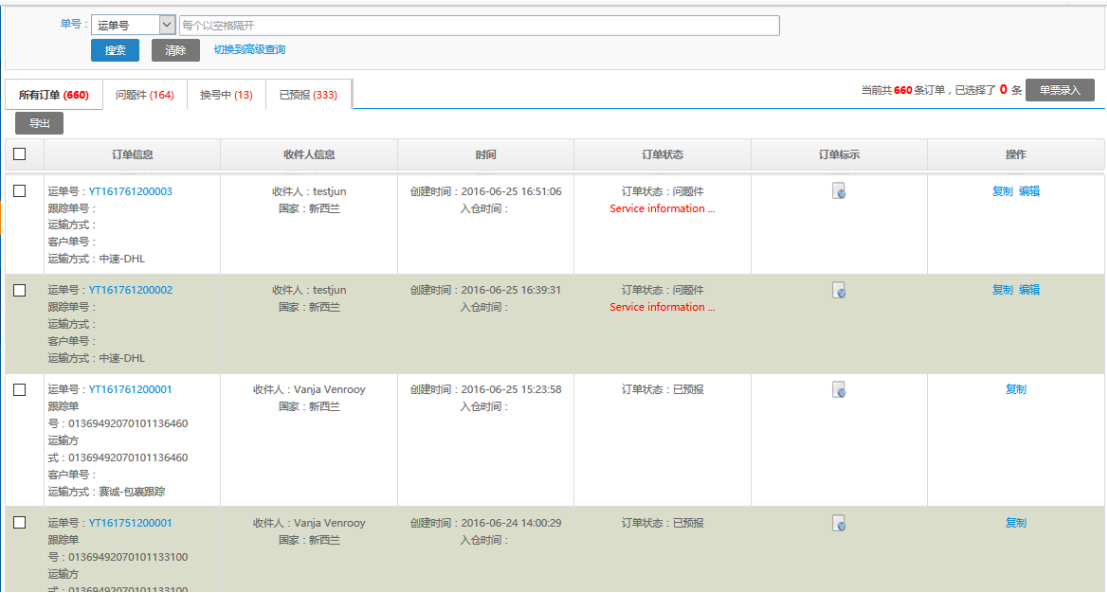 单号：运单号 每个以空格隔开
搜索 清除 切换到高级查询
所有订单 (660) 问题件 (164) 换号中 (13) 已预报 (333) 当前共660条订单，已选择了 0 条 单票录入
导出
订单信息 收件人信息 时间 订单状态 订单标示 操作
运单号：YT161761200003 收件人：testjun 创建时间：2016-06-25 16:51:06 订单状态：问题件 复制 编辑
跟踪单号： 国家：新西兰 入仓时间： Service information ...
运输方式：
客户单号：
运输方式：中速-DHL
运单号：YT161761200002 收件人：testjun 创建时间：2016-06-25 16:39:31 订单状态：问题件 复制 编辑
跟踪单号： 国家：新西兰 入仓时间： Service information ...
运输方式：
客户单号：
运输方式：中速-DHL
运单号：YT161761200001 收件人：Vanja Venrooy 创建时间：2016-06-25 15:23:58 订单状态：已预报 复制
跟踪单 国家：新西兰 入仓时间：
号：01369492070101136460
运输方
式：01369492070101136460
客户单号：
运输方式：赛诚-包裹跟踪
运单号：YT161751200001 收件人：Vanja Venrooy 创建时间：2016-06-24 14:00:29 订单状态：已预报 复制
跟踪单 国家：新西兰 入仓时间：
号：01369492070101133100
运输方
式：01369492070101133100